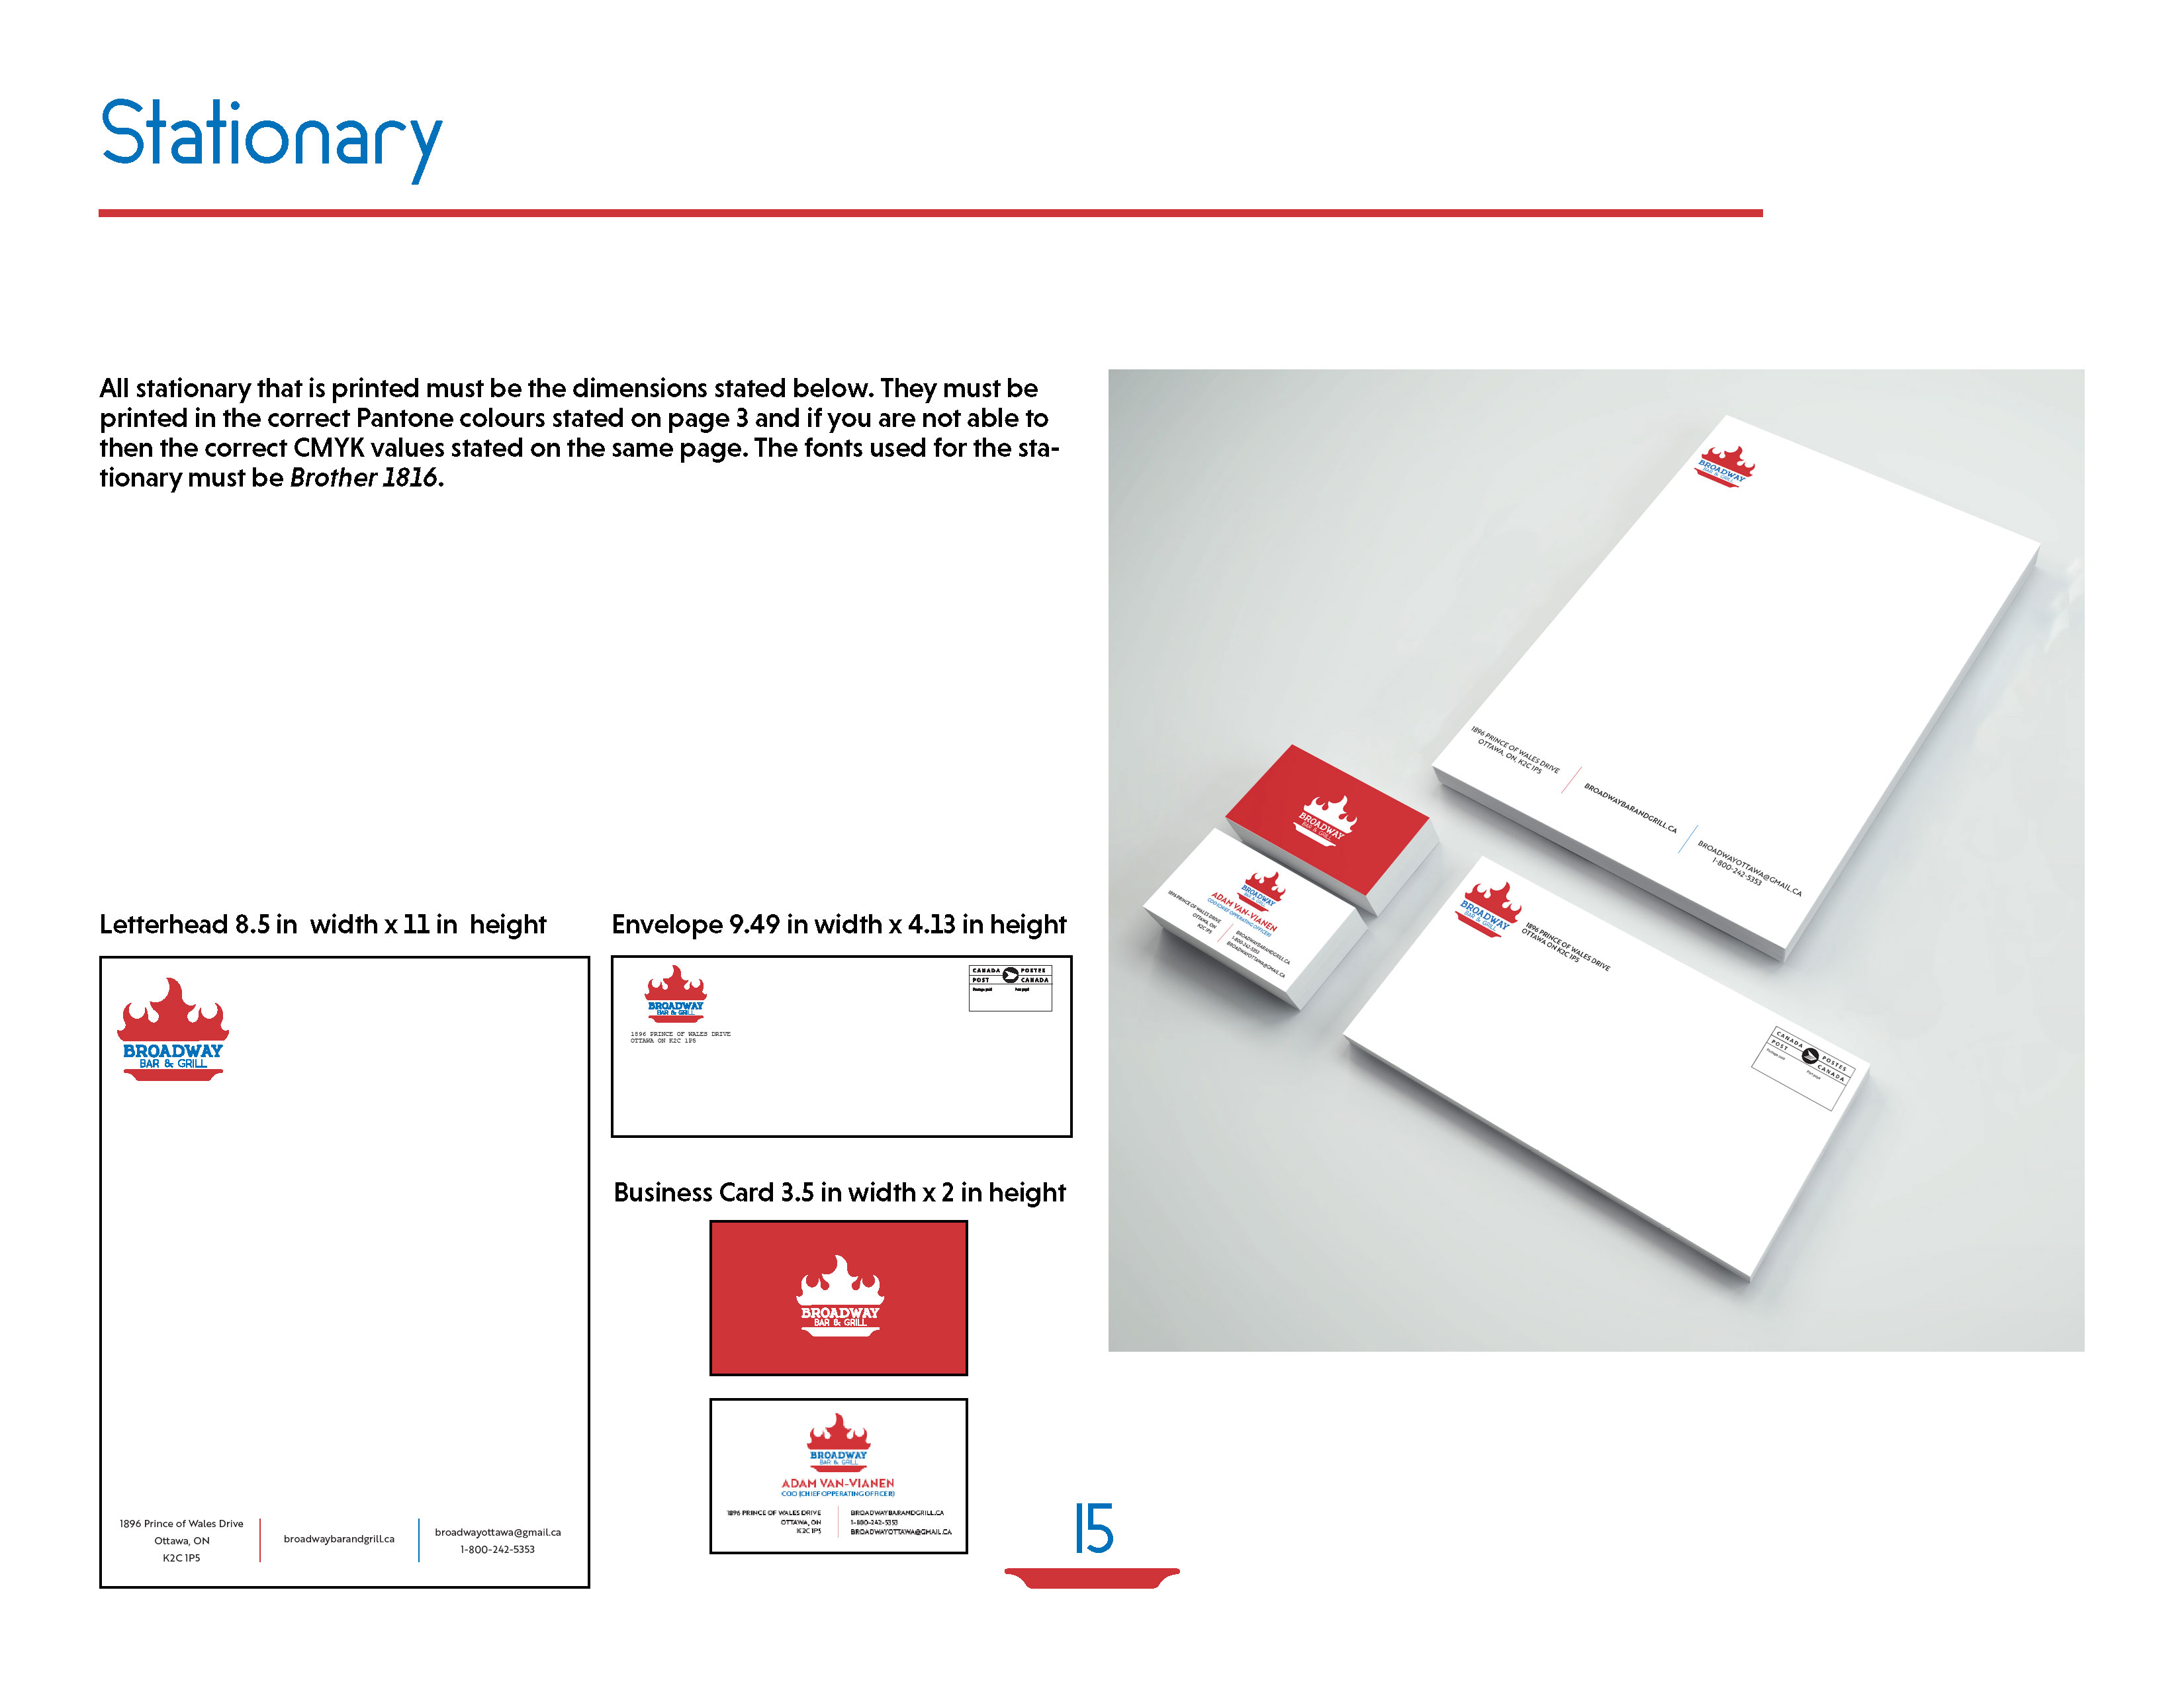 Stationary
All stationary that is printed must be the dimensions stated below. They must be
printed in the correct Pantone colours stated on page 3 and if you are not able to
then the correct CMYK values stated on the same page. The fonts used for the sta-
tionary must be Brother 1816.
Letterhead 8.5 in width x 11 in height
BROADWAY
BAR & GRILL
1896 Prince of Wales Drive
Ottawa, ON
K2C 1P5
broadwaybarandgrill.ca
broadwayottawa@gmail.ca
1-800-242-5353
Envelope 9.49 in width x 4.13 in height
BROADWAY
BAR & GRILL
1896 PRINCE OF WALES DRIVE
OTTAWA ON K2C 1P5
CANADA POSTES
POST CANADA
Postage paid Port payé
Business Card 3.5 in width x 2 in height
BROADWAY
BAR & GRILL
BROADWAY
BAR & GRILL
ADAM VAN-VIANEN
COO (CHIEF OPPERATING OFFICER)
1896 PRINCE OF WALES DRIVE
OTTAWA, ON
K2C 1P5
BROADWAYBARANDGRILL.CA
1-800-242-5353
BROADWAYOTTAWA@GMAIL.CA
BROADWAY
BAR & GRILL
1896 PRINCE OF WALES DRIVE
OTTAWA, ON, K2C 1P5
BROADWAYBARANDGRILL.CA
BROADWAYOTTAWA@GMAIL.CA
1-800-242-5353
BROADWAY
BAR & GRILL
BROADWAY
BAR & GRILL
ADAM VAN-VIANEN
COO (CHIEF OPPERATING OFFICER)
1896 PRINCE OF WALES DRIVE
OTTAWA, ON
K2C 1P5
BROADWAYBARANDGRILL.CA
1-800-242-5353
BROADWAYOTTAWA@GMAIL.CA
BROADWAY
BAR & GRILL
1896 PRINCE OF WALES DRIVE
OTTAWA ON K2C 1P5
CANADA POSTES
POST CANADA
Postage paid Port payé
15